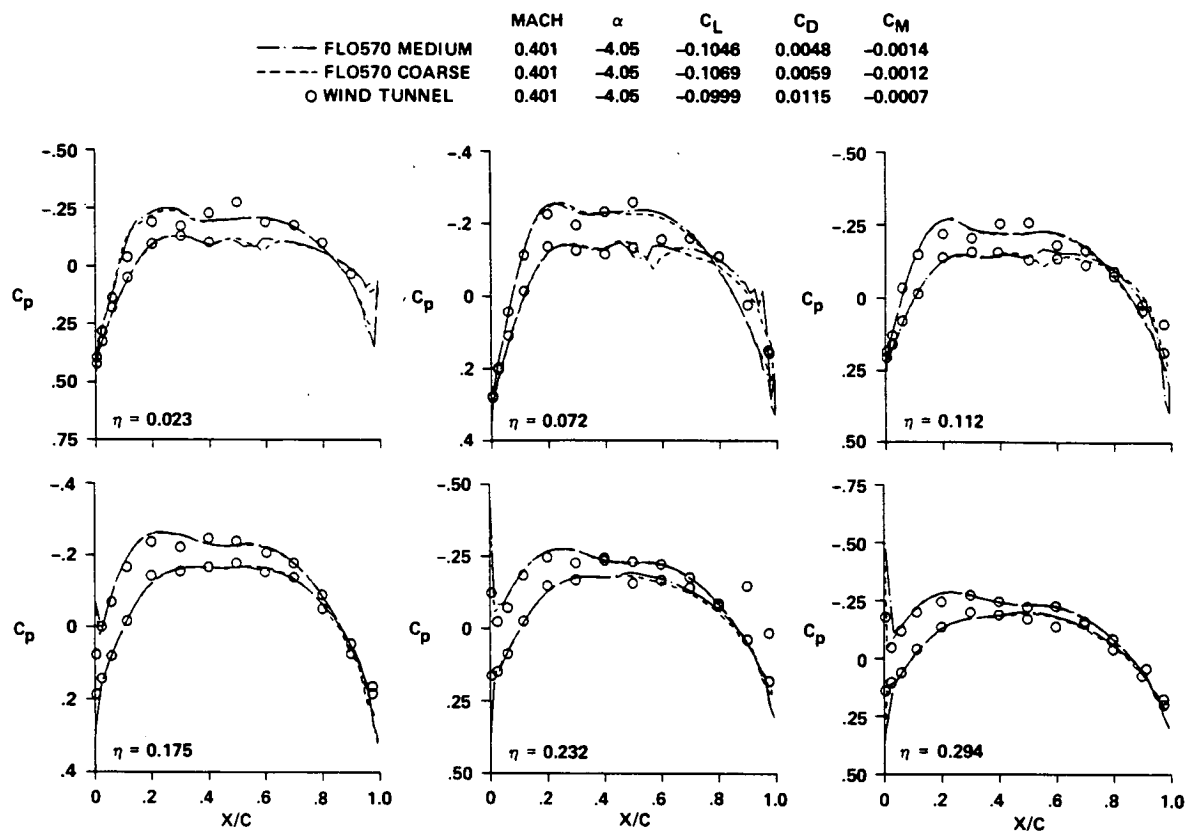 MACH α C_L C_D C_M
FLO570 MEDIUM 0.401 −4.05 −0.1046 0.0048 −0.0014
FLO570 COARSE 0.401 −4.05 −0.1069 0.0059 −0.0012
WIND TUNNEL 0.401 −4.05 −0.0999 0.0115 −0.0007
−.50
−.25
0
.25
.50
.75
C_p
η = 0.023
−.4
−.2
0
.2
.4
C_p
η = 0.072
−.50
−.25
0
.25
.50
C_p
η = 0.112
−.4
−.2
0
.2
.4
C_p
η = 0.175
0 .2 .4 .6 .8 1.0
X/C
−.50
−.25
0
.25
.50
C_p
η = 0.232
0 .2 .4 .6 .8 1.0
X/C
−.75
−.50
−.25
0
.25
.50
C_p
η = 0.294
0 .2 .4 .6 .8 1.0
X/C